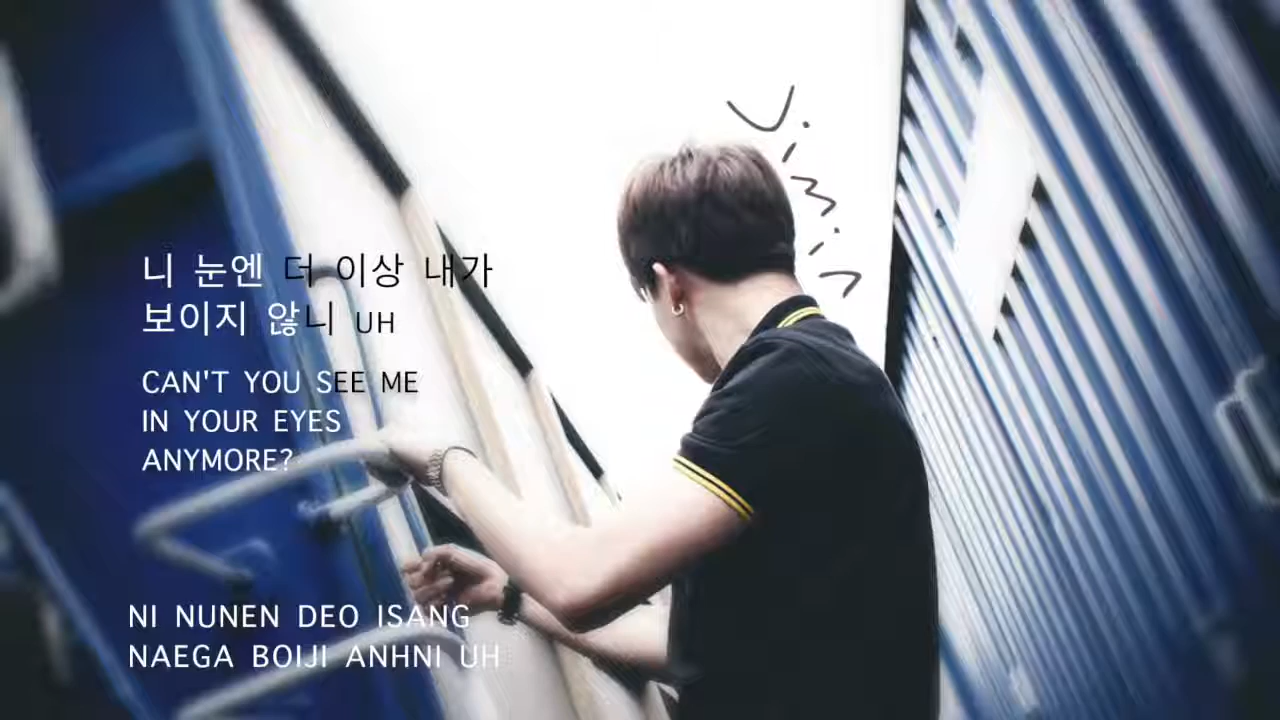 Jimin
니 눈엔 더 이상 내가
보이지 않니 UH
CAN'T YOU SEE ME
IN YOUR EYES
ANYMORE?
NI NUNEN DEO ISANG
NAEGA BOIJI ANHNI UH